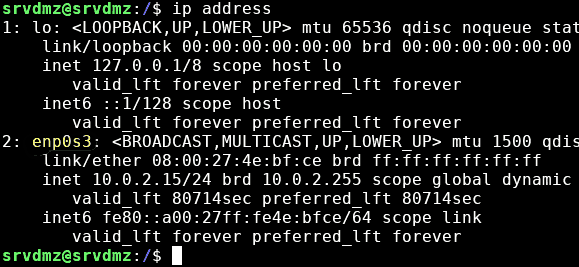 srvdmz@srvdmz:/$ ip address
1: lo: <LOOPBACK,UP,LOWER_UP> mtu 65536 qdisc noqueue stat
link/loopback 00:00:00:00:00:00 brd 00:00:00:00:00:00
inet 127.0.0.1/8 scope host lo
valid_lft forever preferred_lft forever
inet6 ::1/128 scope host
valid_lft forever preferred_lft forever
2: enp0s3: <BROADCAST,MULTICAST,UP,LOWER_UP> mtu 1500 qdis
link/ether 08:00:27:4e:bf:ce brd ff:ff:ff:ff:ff:ff
inet 10.0.2.15/24 brd 10.0.2.255 scope global dynamic
valid_lft 80714sec preferred_lft 80714sec
inet6 fe80::a00:27ff:fe4e:bfce/64 scope link
valid_lft forever preferred_lft forever
srvdmz@srvdmz:/$